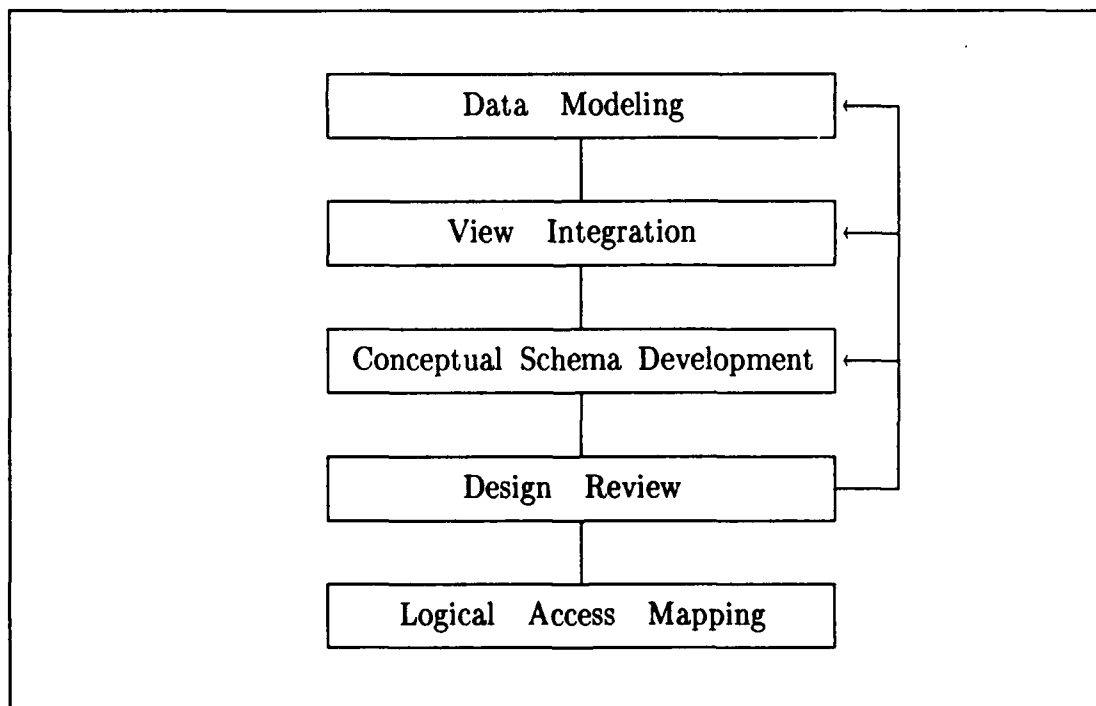 Data Modeling
View Integration
Conceptual Schema Development
Design Review
Logical Access Mapping